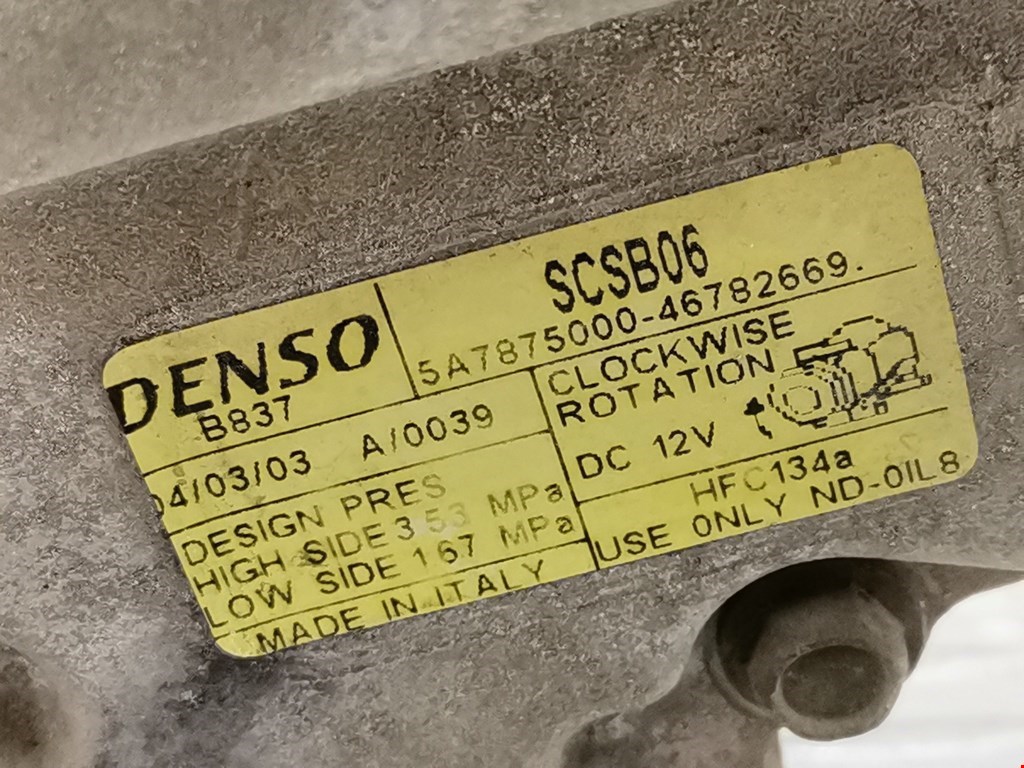 DENSO
B837
SCSB06
5A7875000-46782669.
04/03/03 A/0039
CLOCKWISE
ROTATION
DC 12V
DESIGN PRES
HIGH SIDE 3.53 MPa
LOW SIDE 1.67 MPa
HFC134a
USE ONLY ND-OIL8
MADE IN ITALY